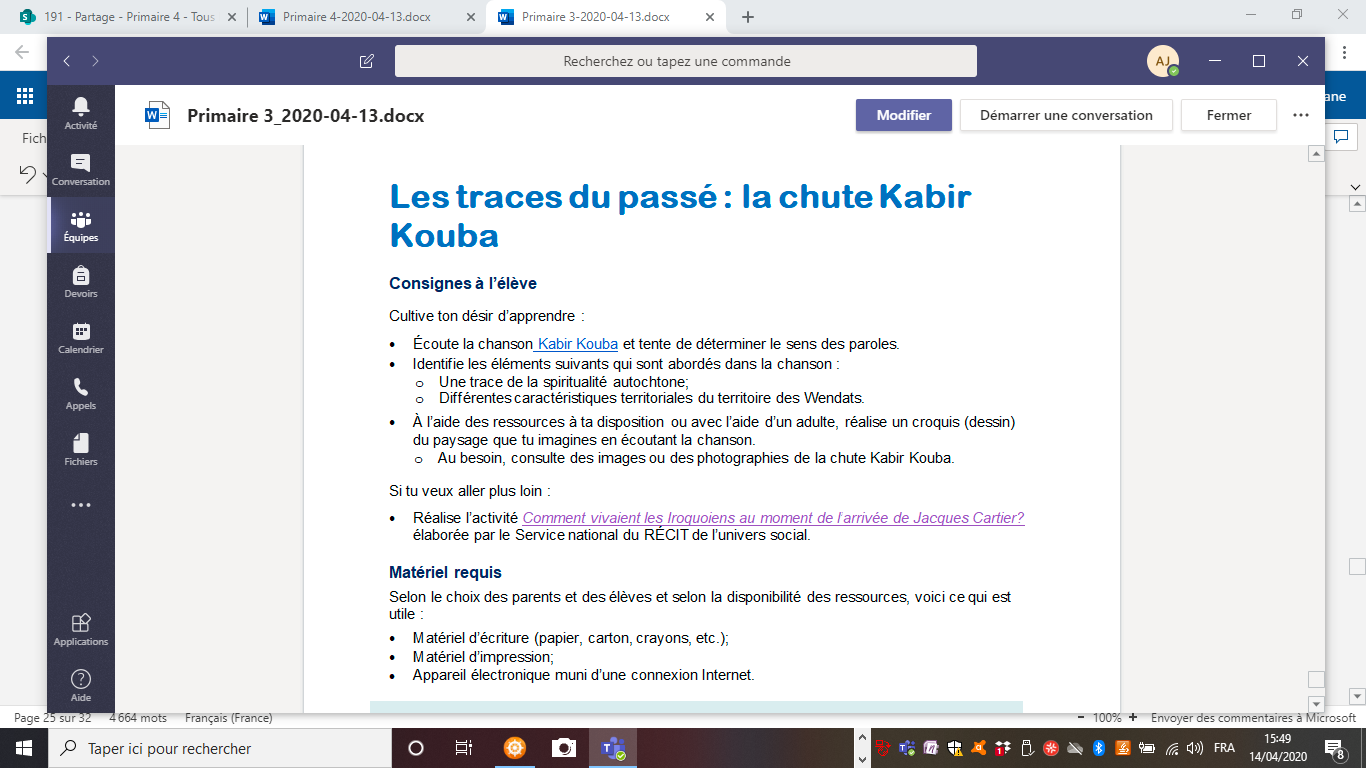 191 - Partage - Primaire 4 - Tous
Primaire 4-2020-04-13.docx
Primaire 3-2020-04-13.docx
Recherchez ou tapez une commande
AJ
ane
Fich
Activité
Conversation
Équipes
Devoirs
Calendrier
Appels
Fichiers
Applications
Aide
Primaire 3_2020-04-13.docx
Modifier
Démarrer une conversation
Fermer
Les traces du passé : la chute Kabir
Kouba
Consignes à l'élève
Cultive ton désir d'apprendre :
• Écoute la chanson Kabir Kouba et tente de déterminer le sens des paroles.
• Identifie les éléments suivants qui sont abordés dans la chanson :
o Une trace de la spiritualité autochtone;
o Différentes caractéristiques territoriales du territoire des Wendats.
• À l'aide des ressources à ta disposition ou avec l'aide d'un adulte, réalise un croquis (dessin)
du paysage que tu imagines en écoutant la chanson.
o Au besoin, consulte des images ou des photographies de la chute Kabir Kouba.
Si tu veux aller plus loin :
• Réalise l'activité Comment vivaient les Iroquoiens au moment de l'arrivée de Jacques Cartier?
élaborée par le Service national du RÉCIT de l'univers social.
Matériel requis
Selon le choix des parents et des élèves et selon la disponibilité des ressources, voici ce qui est
utile :
• Matériel d'écriture (papier, carton, crayons, etc.);
• Matériel d'impression;
• Appareil électronique muni d'une connexion Internet.
Page 25 sur 32 4 664 mots Français (France)
100% Envoyer des commentaires à Microsoft
Taper ici pour rechercher
FRA
15:49
14/04/2020
8